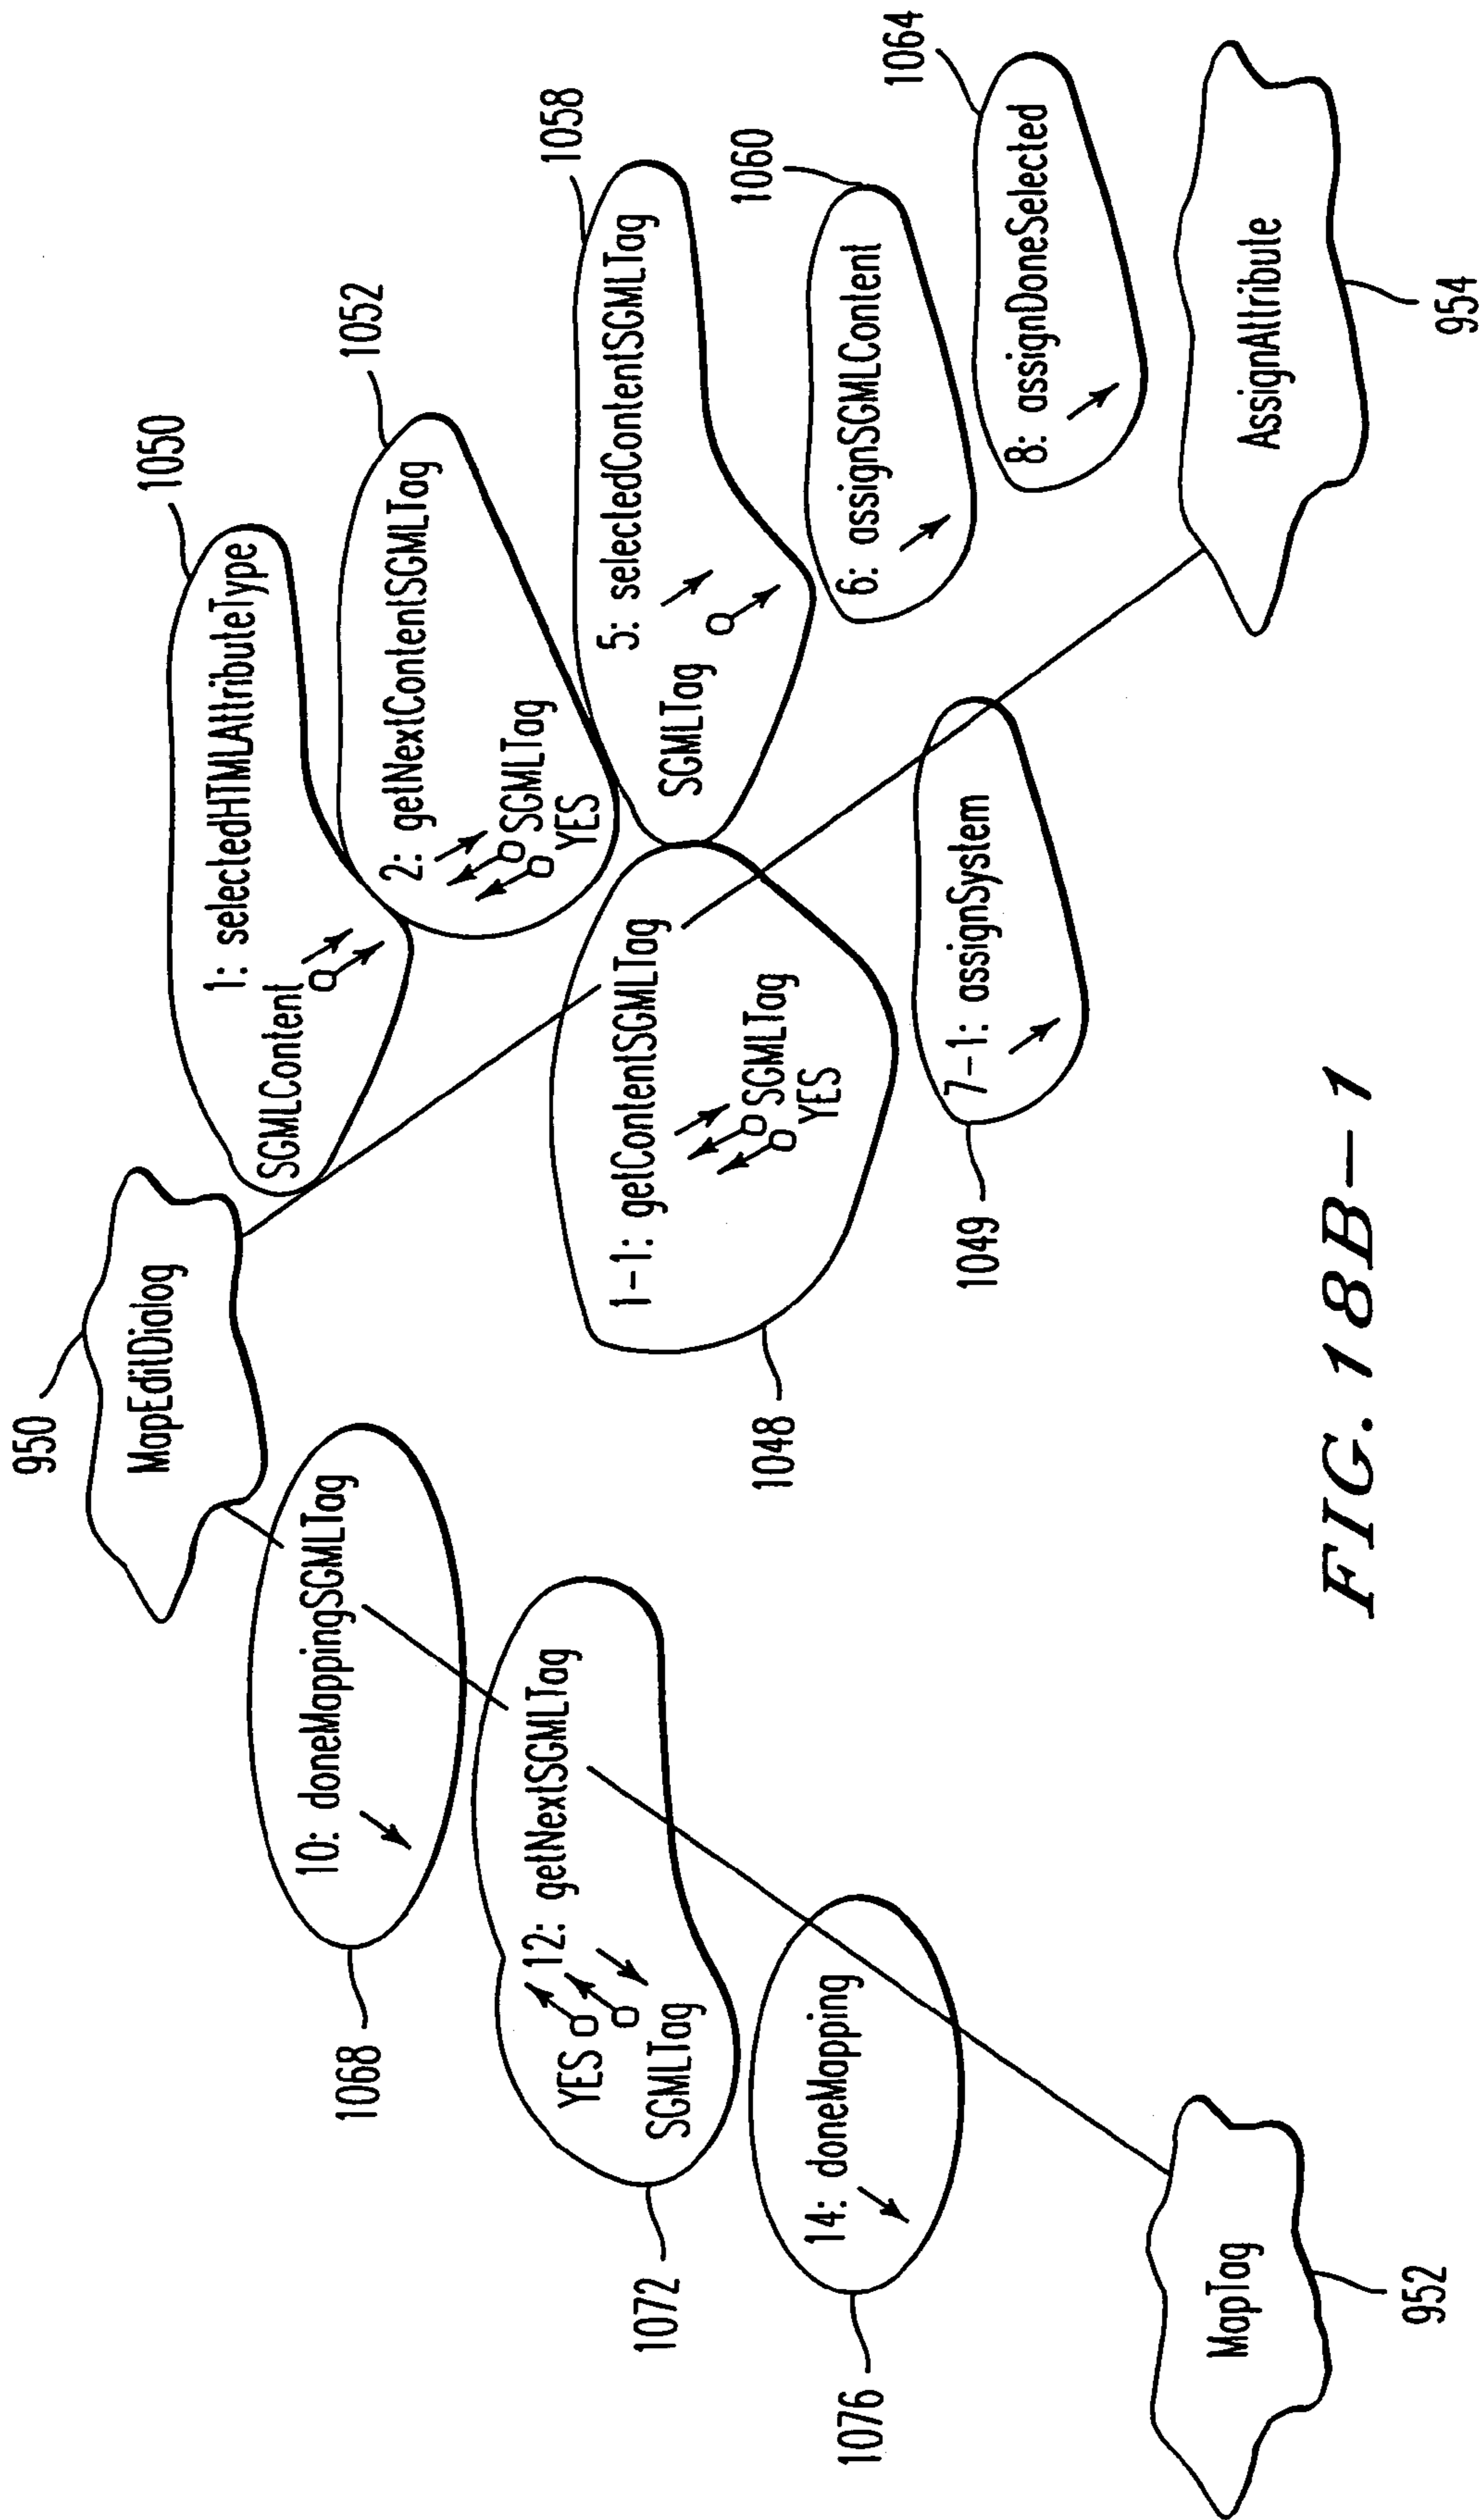 950
MapEditDialog
1050
1: selectedHTMLAttributeType
SGMLContent
1052
2: getNextContentSGMLTag
SGMLTag
YES
1058
5: selectedContentSGMLTag
SGMLTag
1060
6: assignSGMLContent
1064
8: assignDoneSelected
AssignAttribute
954
1-1: getContentSGMLTag
SGMLTag
YES
1048
7-1: assignSystem
1049
10: doneMappingSGMLTag
1068
12: getNextSGMLTag
YES
SGMLTag
1072
14: doneMapping
1076
MapTag
952
FIG. 18B-1